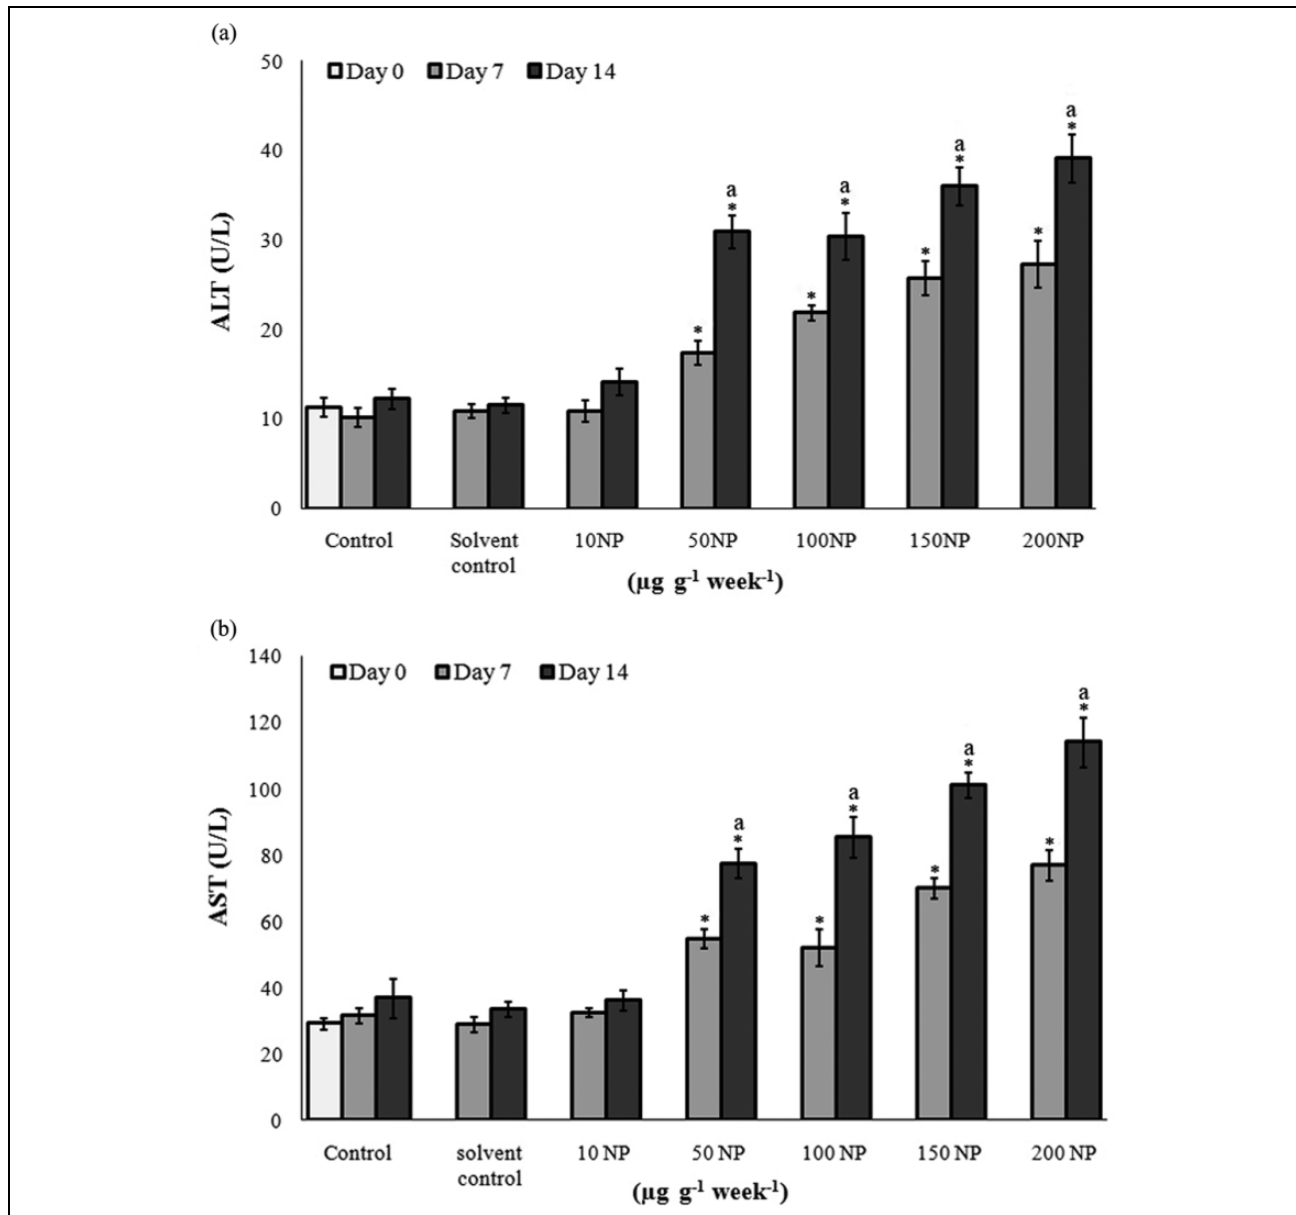 (a)
50
Day 0 Day 7 Day 14
a
*
a
*
a
*
40
a
*
*
*
30
ALT (U/L)
*
*
20
10
0
Control Solvent control 10NP 50NP 100NP 150NP 200NP
(µg g-1 week-1)
(b)
140
Day 0 Day 7 Day 14
a
*
120
a
*
100
a
*
a
*
*
80
AST (U/L)
*
*
*
60
40
20
0
Control solvent control 10 NP 50 NP 100 NP 150 NP 200 NP
(µg g-1 week-1)